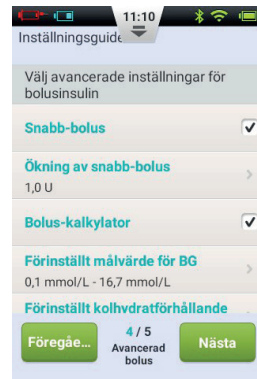 11:10
Inställningsguide
Välj avancerade inställningar för
bolusinsulin
Snabb-bolus
Ökning av snabb-bolus
1,0 U
Bolus-kalkylator
Förinställt målvärde för BG
0,1 mmol/L - 16,7 mmol/L
Förinställt kolhydratförhållande
Föregåe...
4 / 5
Avancerad
bolus
Nästa